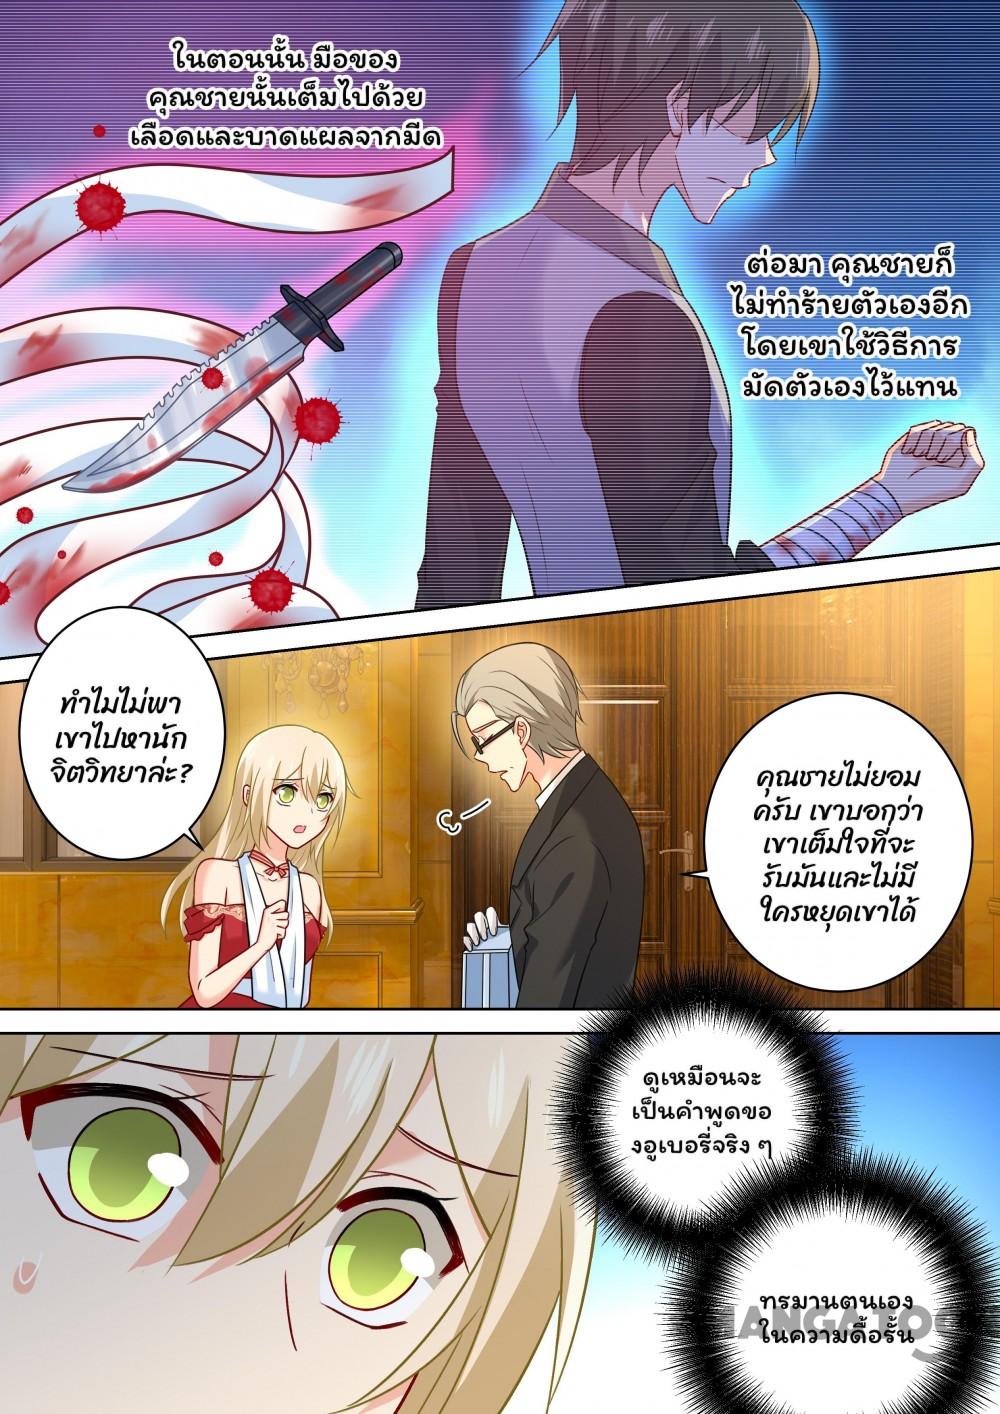 ในตอนนั้น มือของ
คุณชายนั้นเต็มไปด้วย
เลือดและบาดแผลจากมีด
ต่อมา คุณชายก็
ไม่ทำร้ายตัวเองอีก
โดยเขาใช้วิธีการ
มัดตัวเองไว้แทน
ทำไมไม่พา
เขาไปหานัก
จิตวิทยาล่ะ?
คุณชายไม่ยอม
ครับ เขาบอกว่า
เขาเต็มใจที่จะ
รับมันและไม่มี
ใครหยุดเขาได้
ดูเหมือนจะ
เป็นคำพูดขอ
งอูเบอรี่จริง ๆ
ทรมานตนเอง
ในความดื้อรั้น